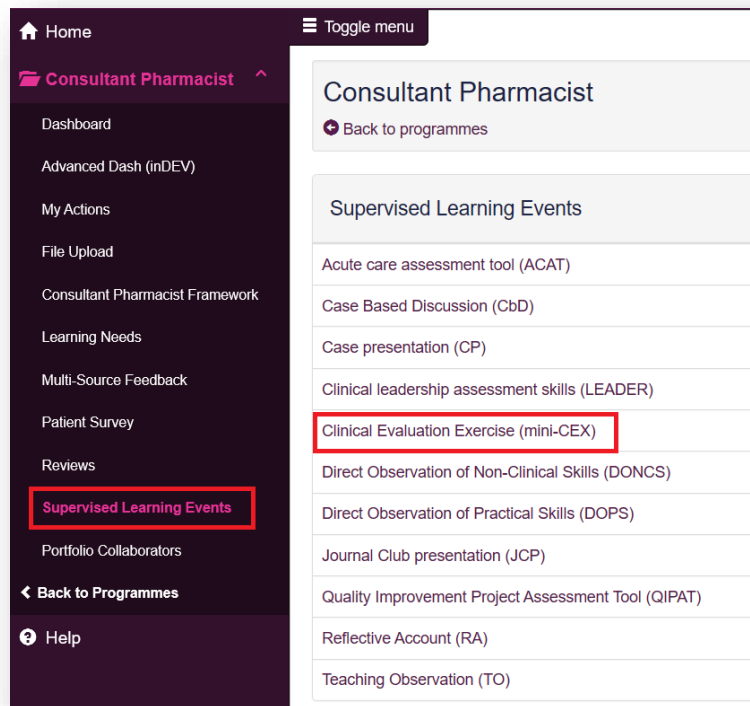 Home
Consultant Pharmacist
Dashboard
Advanced Dash (inDEV)
My Actions
File Upload
Consultant Pharmacist Framework
Learning Needs
Multi-Source Feedback
Patient Survey
Reviews
Supervised Learning Events
Portfolio Collaborators
Back to Programmes
Help
Toggle menu
Consultant Pharmacist
Back to programmes
Supervised Learning Events
Acute care assessment tool (ACAT)
Case Based Discussion (CbD)
Case presentation (CP)
Clinical leadership assessment skills (LEADER)
Clinical Evaluation Exercise (mini-CEX)
Direct Observation of Non-Clinical Skills (DONCS)
Direct Observation of Practical Skills (DOPS)
Journal Club presentation (JCP)
Quality Improvement Project Assessment Tool (QIPAT)
Reflective Account (RA)
Teaching Observation (TO)